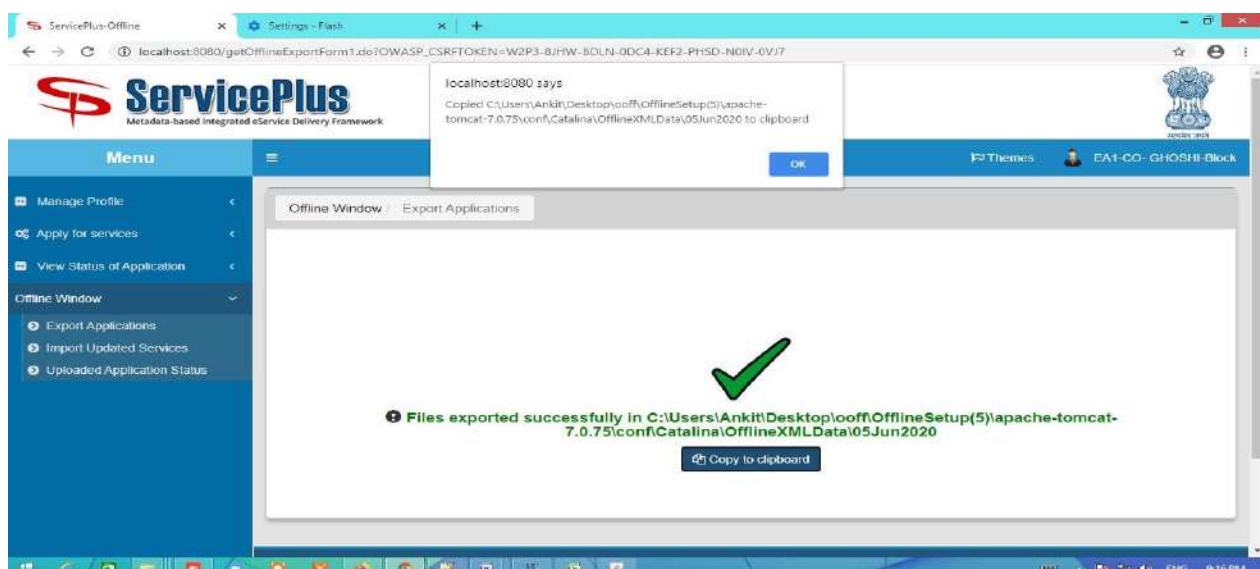 ServicePlus-Offline
Settings - Flash
localhost:8080/getOfflineExportForm1.do?OWASP_CSRFTOKEN=W2P3-8JHW-BDLN-0DC4-KEF2-PHSD-N0IV-0VJ7
ServicePlus
Metadata-based Integrated eService Delivery Framework
localhost:8080 says
Copied C:\Users\Ankit\Desktop\ooff\OfflineSetup(5)\apache-
tomcat-7.0.75\conf\Catalina\OfflineXMLData\05Jun2020 to clipboard
OK
Menu
Themes
EA1-CO- GHOSHI-Block
Manage Profile
Apply for services
View Status of Application
Offline Window
Export Applications
Import Updated Services
Uploaded Application Status
Offline Window / Export Applications
Files exported successfully in C:\Users\Ankit\Desktop\ooff\OfflineSetup(5)\apache-tomcat-
7.0.75\conf\Catalina\OfflineXMLData\05Jun2020
Copy to clipboard
ENG 9:16 PM